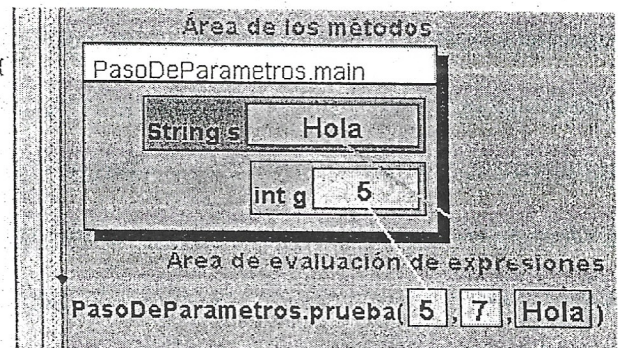 Área de los métodos
{
PasoDeParametros.main
String s Hola
int g 5
Área de evaluación de expresiones
PasoDeParametros.prueba( 5 , 7 , Hola )